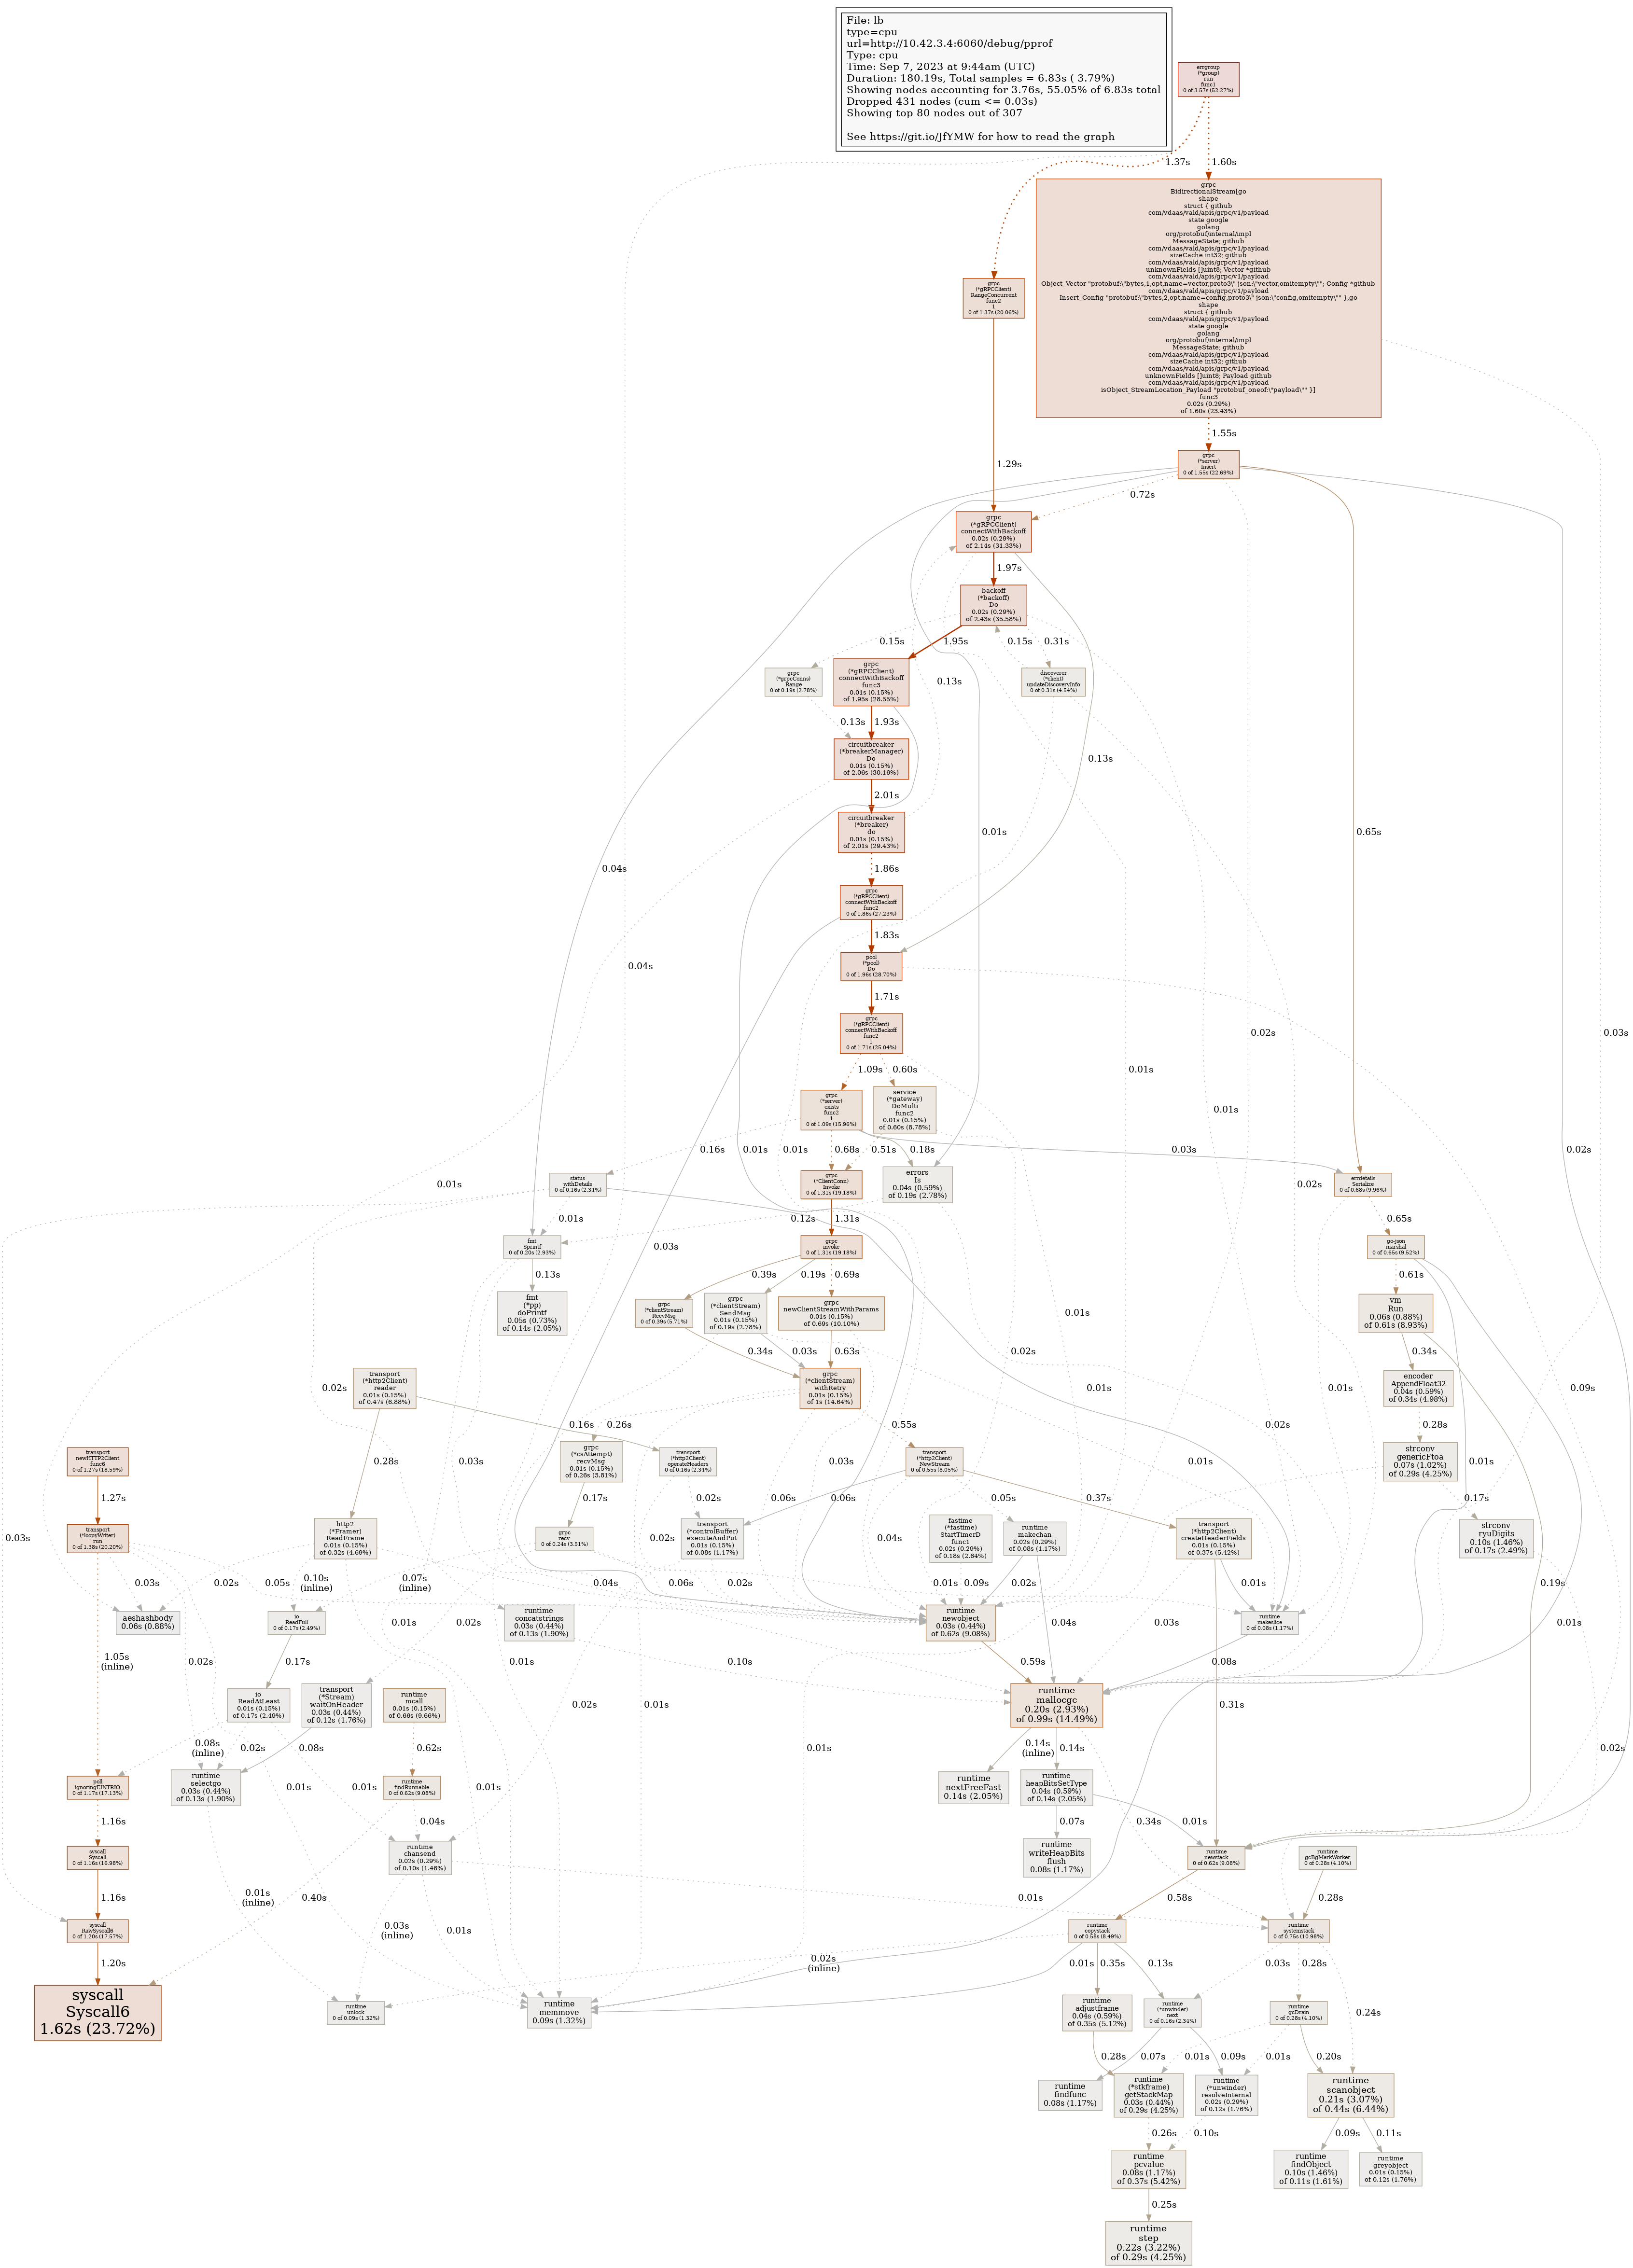 File: lb
type=cpu
url=http://10.42.3.4:6060/debug/pprof
Type: cpu
Time: Sep 7, 2023 at 9:44am (UTC)
Duration: 180.19s, Total samples = 6.83s ( 3.79%)
Showing nodes accounting for 3.76s, 55.05% of 6.83s total
Dropped 431 nodes (cum <= 0.03s)
Showing top 80 nodes out of 307
See https://git.io/JfYMW for how to read the graph
errgroup
(*group)
run
func1
0 of 3.57s (52.27%)
1.37s
1.60s
grpc
BidirectionalStream[go
shape
struct { github
com/vdaas/vald/apis/grpc/v1/payload
state google
golang
org/protobuf/internal/impl
MessageState; github
com/vdaas/vald/apis/grpc/v1/payload
sizeCache int32; github
com/vdaas/vald/apis/grpc/v1/payload
unknownFields []uint8; Vector *github
com/vdaas/vald/apis/grpc/v1/payload
Object_Vector "protobuf:\"bytes,1,opt,name=vector,proto3\" json:\"vector,omitempty\""; Config *github
com/vdaas/vald/apis/grpc/v1/payload
Insert_Config "protobuf:\"bytes,2,opt,name=config,proto3\" json:\"config,omitempty\"" },go
shape
struct { github
com/vdaas/vald/apis/grpc/v1/payload
state google
golang
org/protobuf/internal/impl
MessageState; github
com/vdaas/vald/apis/grpc/v1/payload
sizeCache int32; github
com/vdaas/vald/apis/grpc/v1/payload
unknownFields []uint8; Payload github
com/vdaas/vald/apis/grpc/v1/payload
isObject_StreamLocation_Payload "protobuf_oneof:\"payload\"" }]
func3
0.02s (0.29%)
of 1.60s (23.43%)
grpc
(*gRPCClient)
RangeConcurrent
func2
1
0 of 1.37s (20.06%)
1.55s
grpc
(*server)
Insert
0 of 1.55s (22.69%)
1.29s
0.72s
grpc
(*gRPCClient)
connectWithBackoff
0.02s (0.29%)
of 2.14s (31.33%)
1.97s
backoff
(*backoff)
Do
0.02s (0.29%)
of 2.43s (35.58%)
0.15s
1.95s
0.15s
0.31s
grpc
(*grpcConns)
Range
0 of 0.19s (2.78%)
grpc
(*gRPCClient)
connectWithBackoff
func3
0.01s (0.15%)
of 1.95s (28.55%)
0.13s
discoverer
(*client)
updateDiscoveryInfo
0 of 0.31s (4.54%)
0.13s
1.93s
circuitbreaker
(*breakerManager)
Do
0.01s (0.15%)
of 2.06s (30.16%)
0.13s
2.01s
circuitbreaker
(*breaker)
do
0.01s (0.15%)
of 2.01s (29.43%)
0.01s
0.65s
0.04s
1.86s
grpc
(*gRPCClient)
connectWithBackoff
func2
0 of 1.86s (27.23%)
1.83s
0.04s
pool
(*pool)
Do
0 of 1.96s (28.70%)
1.71s
grpc
(*gRPCClient)
connectWithBackoff
func2
1
0 of 1.71s (25.04%)
0.02s
0.03s
1.09s
0.60s
0.01s
grpc
(*server)
exists
func2
1
0 of 1.09s (15.96%)
service
(*gateway)
DoMulti
func2
0.01s (0.15%)
of 0.60s (8.78%)
0.01s
0.16s
0.01s
0.01s
0.68s
0.51s
0.18s
0.03s
0.02s
0.01s
status
withDetails
0 of 0.16s (2.34%)
grpc
(*ClientConn)
Invoke
0 of 1.31s (19.18%)
errors
Is
0.04s (0.59%)
of 0.19s (2.78%)
0.02s
errdetails
Serialize
0 of 0.68s (9.96%)
0.01s
0.12s
1.31s
0.65s
fmt
Sprintf
0 of 0.20s (2.93%)
0.03s
grpc
invoke
0 of 1.31s (19.18%)
go-json
marshal
0 of 0.65s (9.52%)
0.13s
0.39s
0.19s
0.69s
0.61s
fmt
(*pp)
doPrintf
0.05s (0.73%)
of 0.14s (2.05%)
grpc
(*clientStream)
RecvMsg
0 of 0.39s (5.71%)
grpc
(*clientStream)
SendMsg
0.01s (0.15%)
of 0.19s (2.78%)
grpc
newClientStreamWithParams
0.01s (0.15%)
of 0.69s (10.10%)
0.01s
vm
Run
0.06s (0.88%)
of 0.61s (8.93%)
0.09s
0.34s
0.03s
0.63s
0.02s
0.34s
transport
(*http2Client)
reader
0.01s (0.15%)
of 0.47s (6.88%)
0.02s
grpc
(*clientStream)
withRetry
0.01s (0.15%)
of 1s (14.64%)
0.01s
0.01s
encoder
AppendFloat32
0.04s (0.59%)
of 0.34s (4.98%)
0.16s
0.26s
0.55s
0.02s
0.28s
transport
newHTTP2Client
func6
0 of 1.27s (18.59%)
0.28s
0.03s
grpc
(*csAttempt)
recvMsg
0.01s (0.15%)
of 0.26s (3.81%)
transport
(*http2Client)
operateHeaders
0 of 0.16s (2.34%)
0.03s
transport
(*http2Client)
NewStream
0 of 0.55s (8.05%)
0.01s
0.01s
strconv
genericFtoa
0.07s (1.02%)
of 0.29s (4.25%)
1.27s
0.17s
0.02s
0.06s
0.06s
0.05s
0.37s
0.17s
0.03s
transport
(*loopyWriter)
run
0 of 1.38s (20.20%)
http2
(*Framer)
ReadFrame
0.01s (0.15%)
of 0.32s (4.69%)
grpc
recv
0 of 0.24s (3.51%)
0.02s
transport
(*controlBuffer)
executeAndPut
0.01s (0.15%)
of 0.08s (1.17%)
0.04s
fastime
(*fastime)
StartTimerD
func1
0.02s (0.29%)
of 0.18s (2.64%)
runtime
makechan
0.02s (0.29%)
of 0.08s (1.17%)
transport
(*http2Client)
createHeaderFields
0.01s (0.15%)
of 0.37s (5.42%)
strconv
ryuDigits
0.10s (1.46%)
of 0.17s (2.49%)
0.03s
0.02s
0.05s
0.10s
(inline)
0.07s
(inline)
0.04s
0.06s
0.02s
0.01s
0.09s
0.02s
0.01s
0.19s
aeshashbody
0.06s (0.88%)
io
ReadFull
0 of 0.17s (2.49%)
0.01s
0.02s
runtime
concatstrings
0.03s (0.44%)
of 0.13s (1.90%)
runtime
newobject
0.03s (0.44%)
of 0.62s (9.08%)
0.04s
0.03s
runtime
makeslice
0 of 0.08s (1.17%)
0.01s
1.05s
(inline)
0.02s
0.17s
0.01s
0.10s
0.59s
0.08s
io
ReadAtLeast
0.01s (0.15%)
of 0.17s (2.49%)
transport
(*Stream)
waitOnHeader
0.03s (0.44%)
of 0.12s (1.76%)
runtime
mcall
0.01s (0.15%)
of 0.66s (9.66%)
0.02s
0.01s
runtime
mallocgc
0.20s (2.93%)
of 0.99s (14.49%)
0.31s
0.08s
(inline)
0.02s
0.08s
0.62s
0.01s
0.14s
(inline)
0.14s
0.02s
poll
ignoringEINTRIO
0 of 1.17s (17.13%)
runtime
selectgo
0.03s (0.44%)
of 0.13s (1.90%)
0.01s
0.01s
runtime
findRunnable
0 of 0.62s (9.08%)
0.01s
runtime
nextFreeFast
0.14s (2.05%)
runtime
heapBitsSetType
0.04s (0.59%)
of 0.14s (2.05%)
1.16s
0.04s
0.07s
0.34s
0.01s
syscall
Syscall
0 of 1.16s (16.98%)
runtime
chansend
0.02s (0.29%)
of 0.10s (1.46%)
runtime
writeHeapBits
flush
0.08s (1.17%)
runtime
newstack
0 of 0.62s (9.08%)
runtime
gcBgMarkWorker
0 of 0.28s (4.10%)
1.16s
0.01s
(inline)
0.40s
0.01s
0.58s
0.28s
syscall
RawSyscall6
0 of 1.20s (17.57%)
0.03s
(inline)
0.01s
runtime
copystack
0 of 0.58s (8.49%)
runtime
systemstack
0 of 0.75s (10.98%)
1.20s
0.02s
(inline)
0.01s
0.35s
0.13s
0.03s
0.28s
syscall
Syscall6
1.62s (23.72%)
runtime
unlock
0 of 0.09s (1.32%)
runtime
memmove
0.09s (1.32%)
runtime
adjustframe
0.04s (0.59%)
of 0.35s (5.12%)
runtime
(*unwinder)
next
0 of 0.16s (2.34%)
runtime
gcDrain
0 of 0.28s (4.10%)
0.24s
0.28s
0.07s
0.01s
0.09s
0.01s
0.20s
runtime
findfunc
0.08s (1.17%)
runtime
(*stkframe)
getStackMap
0.03s (0.44%)
of 0.29s (4.25%)
runtime
(*unwinder)
resolveInternal
0.02s (0.29%)
of 0.12s (1.76%)
runtime
scanobject
0.21s (3.07%)
of 0.44s (6.44%)
0.26s
0.10s
0.09s
0.11s
runtime
pcvalue
0.08s (1.17%)
of 0.37s (5.42%)
runtime
findObject
0.10s (1.46%)
of 0.11s (1.61%)
runtime
greyobject
0.01s (0.15%)
of 0.12s (1.76%)
0.25s
runtime
step
0.22s (3.22%)
of 0.29s (4.25%)